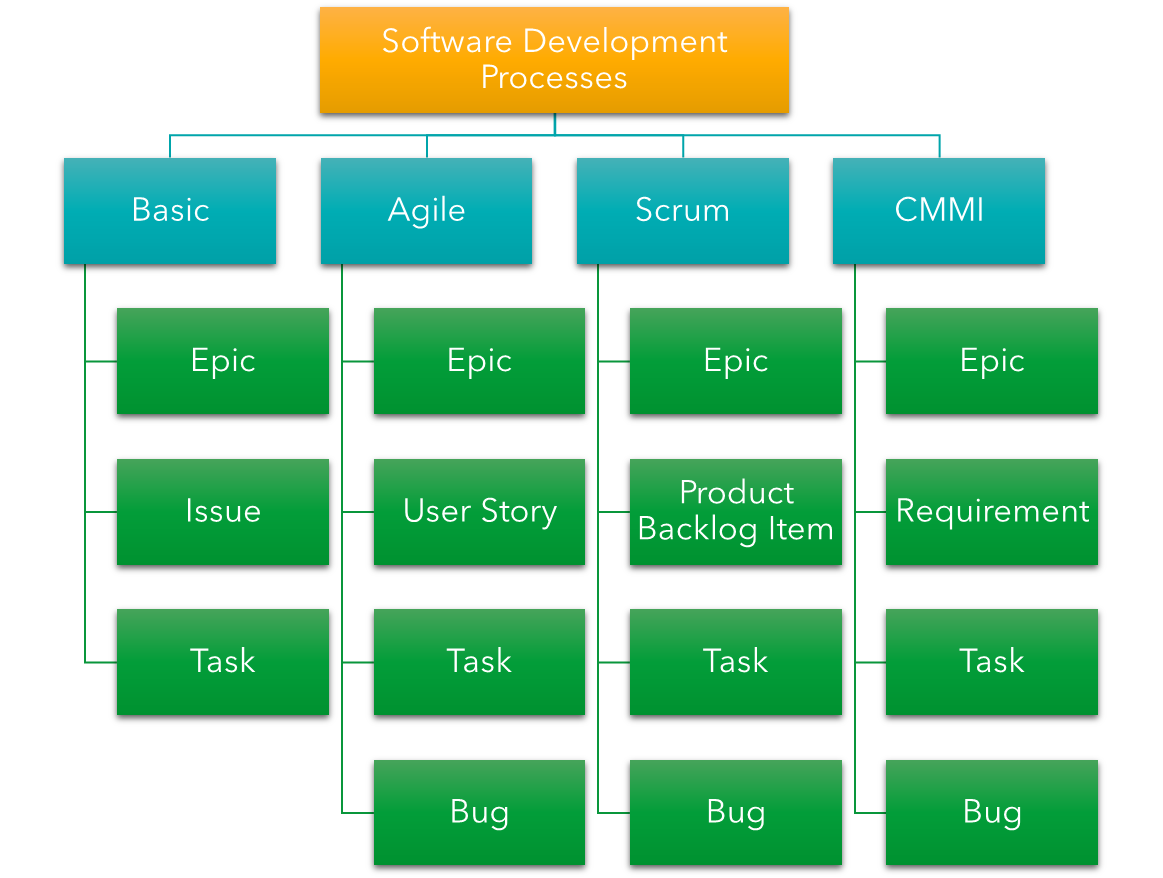 Software Development
Processes
Basic
Agile
Scrum
CMMI
Epic
Epic
Epic
Epic
Issue
User Story
Product
Backlog Item
Requirement
Task
Task
Task
Task
Bug
Bug
Bug